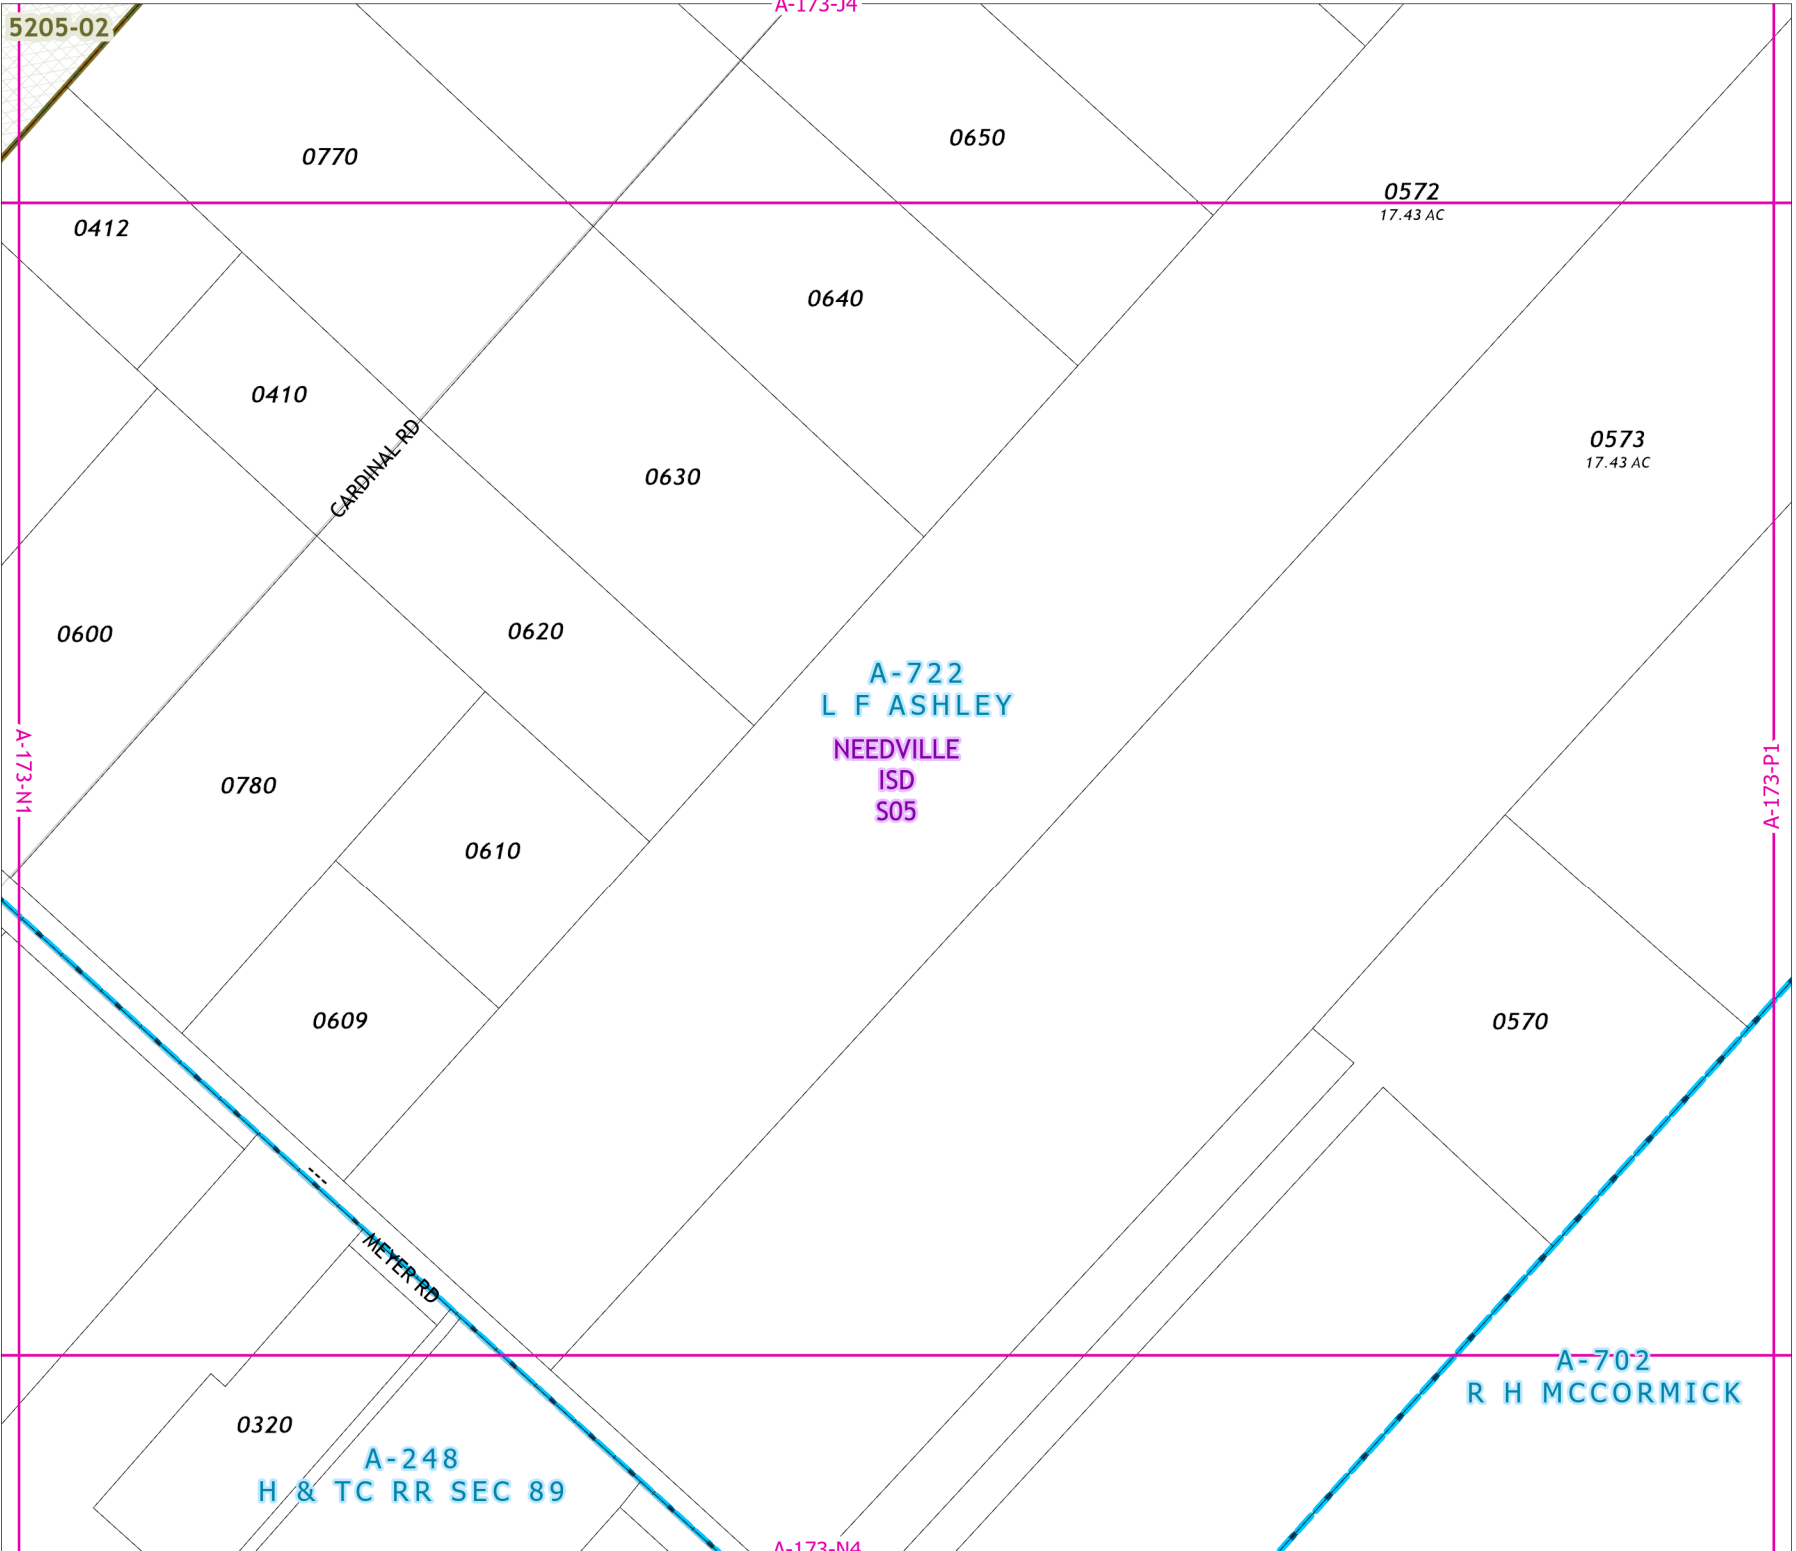 A-173-J4
5205-02
0650
0770
0572
17.43 AC
0412
0640
0410
0573
17.43 AC
CARDINAL RD
0630
0600
0620
A-722
L F ASHLEY
NEEDVILLE
ISD
S05
A-173-N1
A-173-P1
0780
0610
0609
0570
MEYER RD
A-702
R H MCCORMICK
0320
A-248
H & TC RR SEC 89
A-173-N4